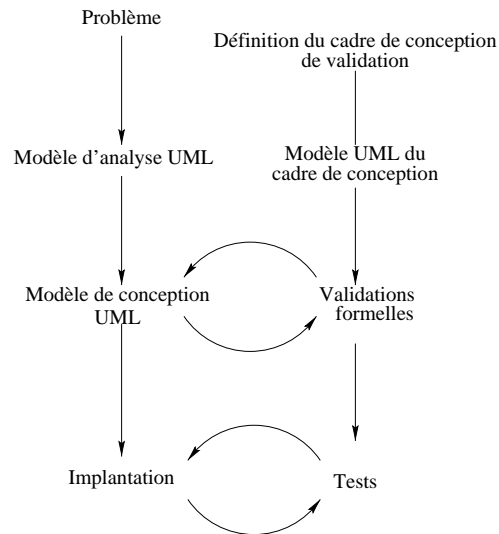 Problème
Définition du cadre de conception
de validation
Modèle d'analyse UML
Modèle UML du
cadre de conception
Modèle de conception
UML
Validations
formelles
Implantation
Tests